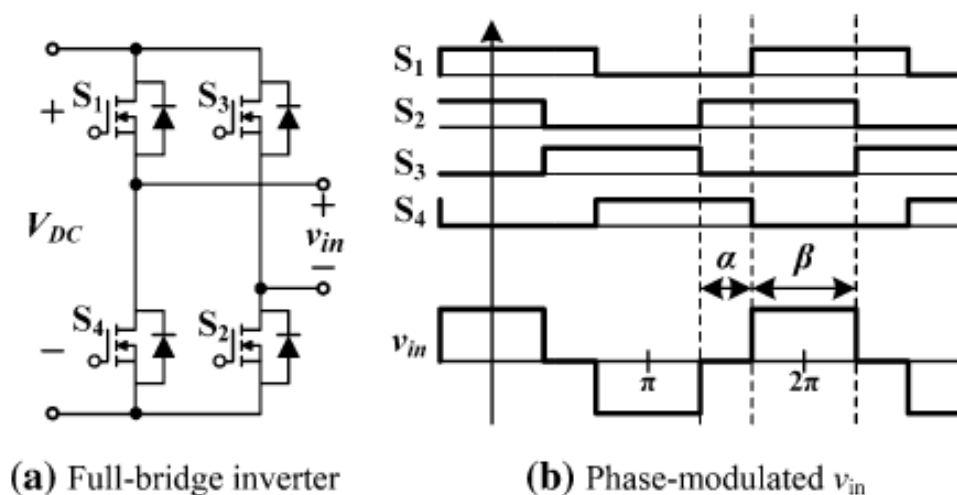 S1
S3
+
VDC
+
vin
−
S4
S2
−
(a) Full-bridge inverter
S1
S2
S3
S4
α
β
vin
π
2π
(b) Phase-modulated vin